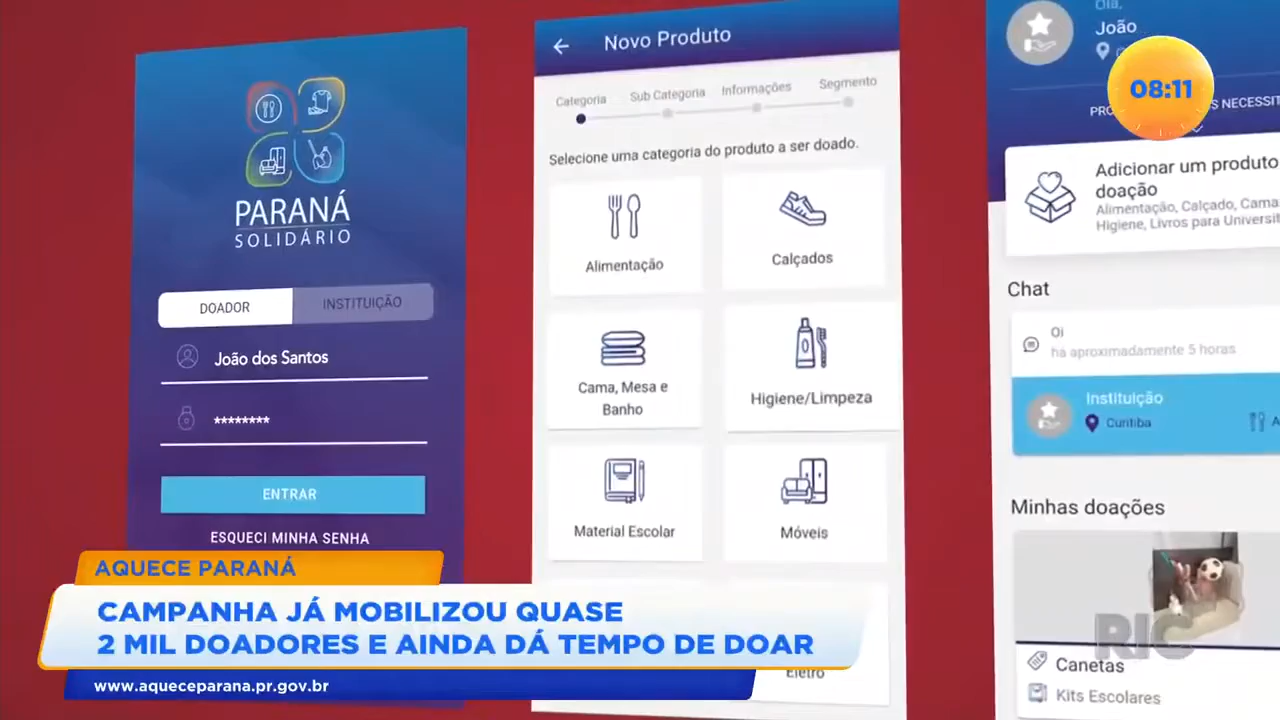 PARANÁ
SOLIDÁRIO
DOADOR
INSTITUIÇÃO
João dos Santos
********
ENTRAR
ESQUECI MINHA SENHA
Novo Produto
Categoria
Sub Categoria
Informações
Segmento
Selecione uma categoria do produto a ser doado.
Alimentação
Calçados
Cama, Mesa e
Banho
Higiene/Limpeza
Material Escolar
Móveis
Eletro
Olá,
João
08:11
Adicionar um produto
doação
Alimentação, Calçado, Cama
Higiene, Livros para Universit
Chat
Oi
há aproximadamente 5 horas
Instituição
Curitiba
Minhas doações
RIC
Canetas
Kits Escolares
AQUECE PARANÁ
CAMPANHA JÁ MOBILIZOU QUASE
2 MIL DOADORES E AINDA DÁ TEMPO DE DOAR
www.aqueceparana.pr.gov.br